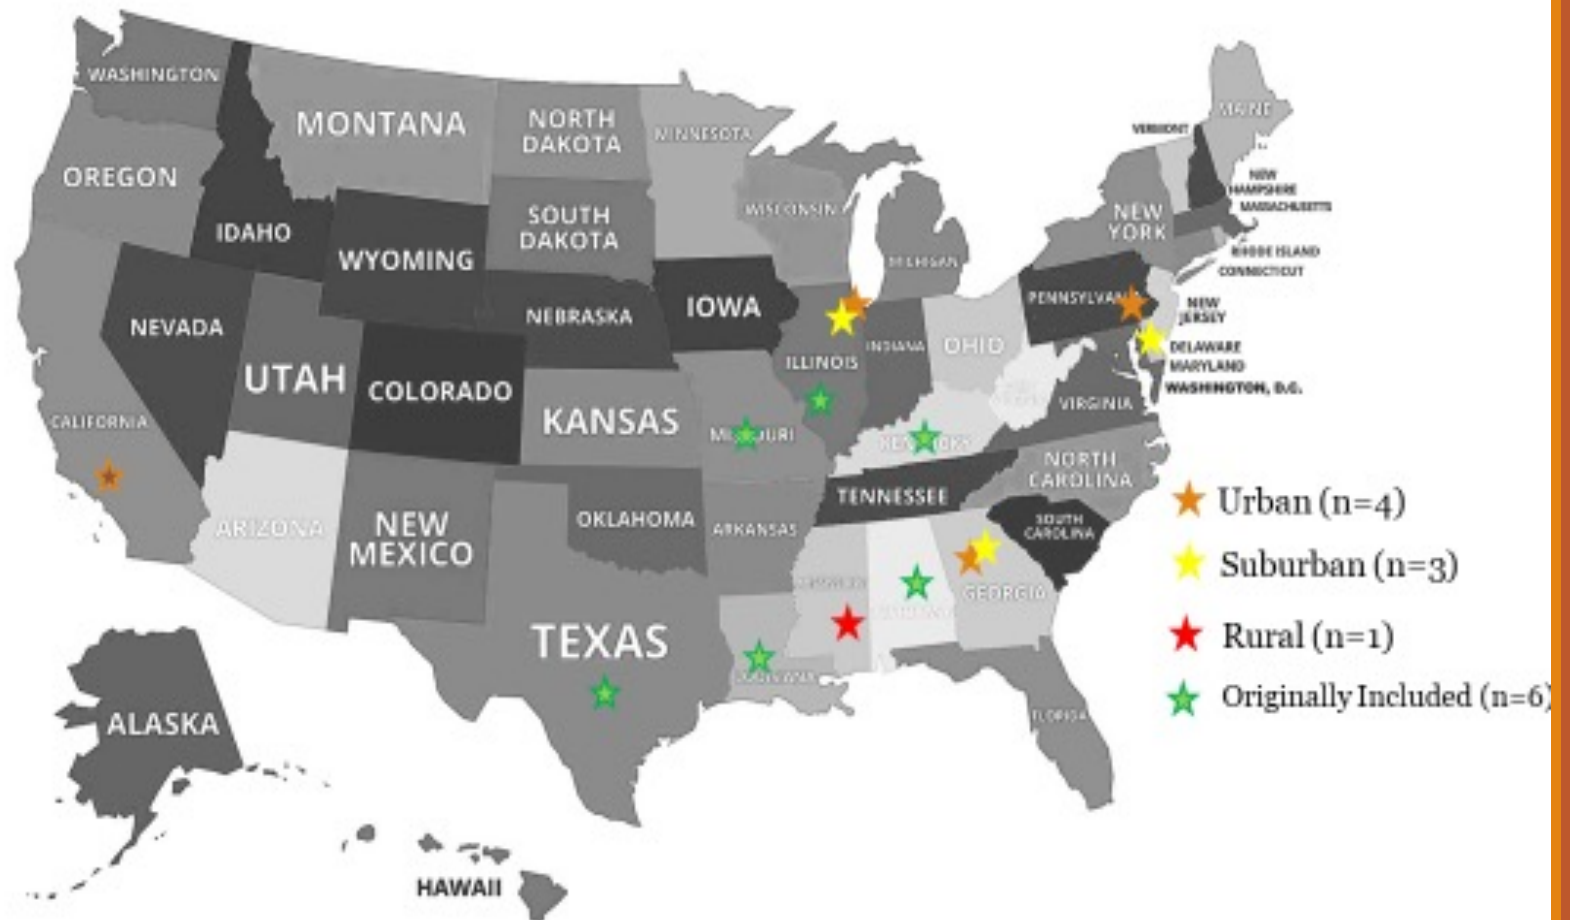 WASHINGTON
MONTANA
NORTH
DAKOTA
MINNESOTA
MAINE
VERMONT
OREGON
IDAHO
WYOMING
SOUTH
DAKOTA
WISCONSIN
MICHIGAN
NEW
YORK
NEW
HAMPSHIRE
MASSACHUSETTS
RHODE ISLAND
CONNECTICUT
NEVADA
UTAH
COLORADO
NEBRASKA
IOWA
ILLINOIS
INDIANA
OHIO
NEW
JERSEY
DELAWARE
MARYLAND
WASHINGTON, D.C.
CALIFORNIA
KANSAS
VIRGINIA
ARIZONA
NEW
MEXICO
OKLAHOMA
ARKANSAS
TENNESSEE
NORTH
CAROLINA
SOUTH
CAROLINA
GEORGIA
TEXAS
FLORIDA
ALASKA
HAWAII
Urban (n=4)
Suburban (n=3)
Rural (n=1)
Originally Included (n=6)